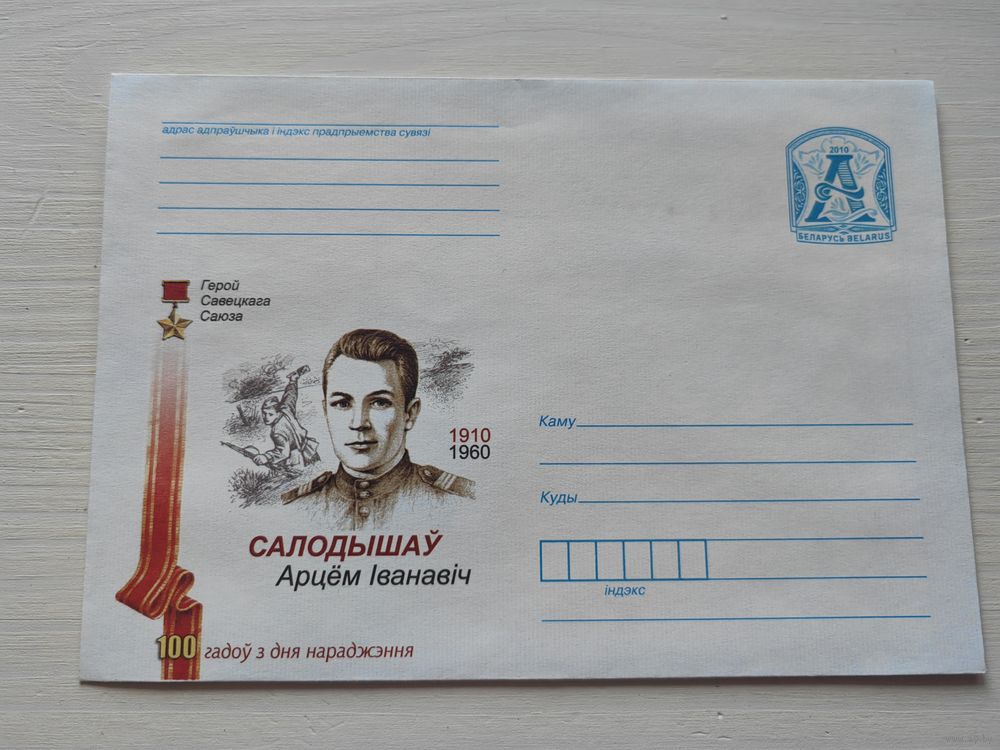 адрас адпраўшчыка і індэкс прадпрыемства сувязі
2010
А
БЕЛАРУСЬ BELARUS
Герой
Савецкага
Саюза
1910
1960
САЛОДЫШАЎ
Арцём Іванавіч
100 гадоў з дня нараджэння
Каму
Куды
індэкс